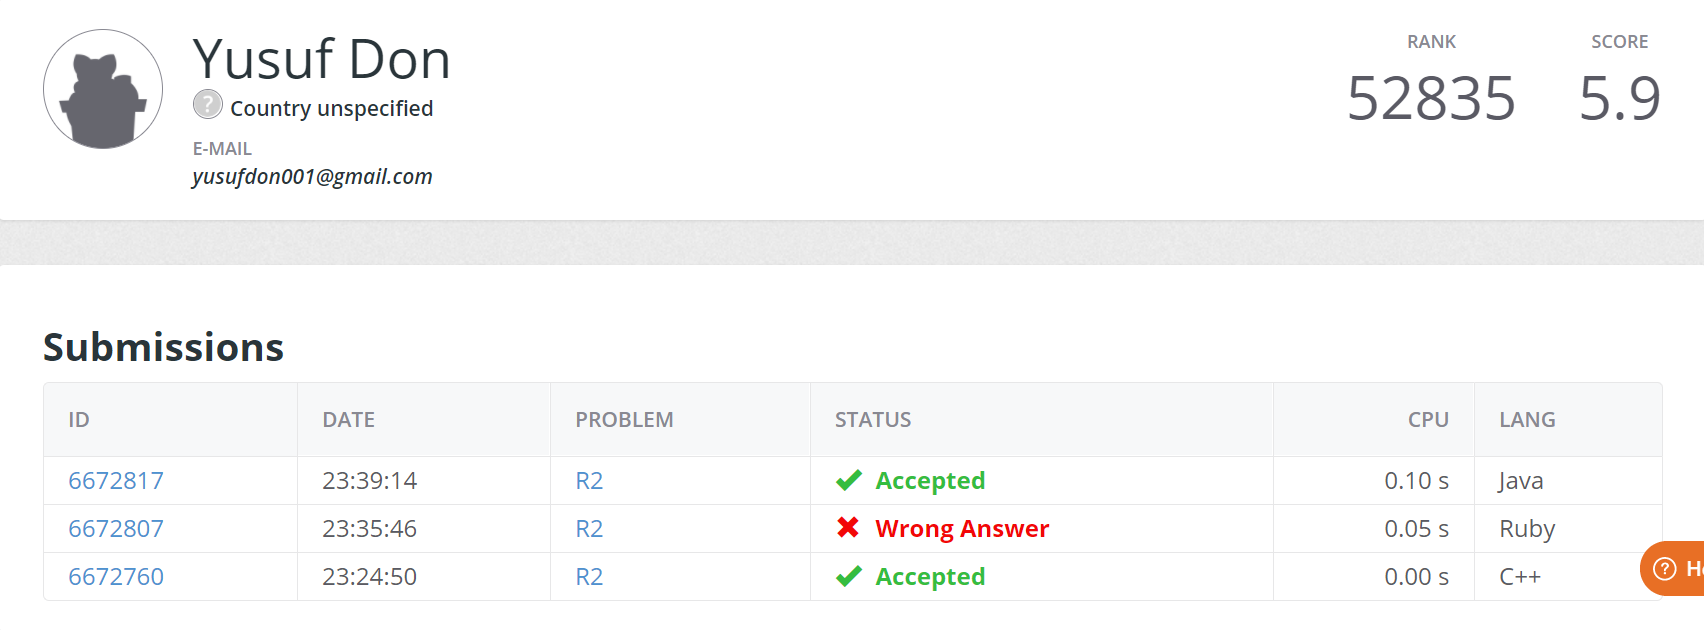 Yusuf Don
? Country unspecified
E-MAIL
yusufdon001@gmail.com
RANK
52835
SCORE
5.9
Submissions
ID DATE PROBLEM STATUS CPU LANG
6672817 23:39:14 R2 Accepted 0.10 s Java
6672807 23:35:46 R2 Wrong Answer 0.05 s Ruby
6672760 23:24:50 R2 Accepted 0.00 s C++
?